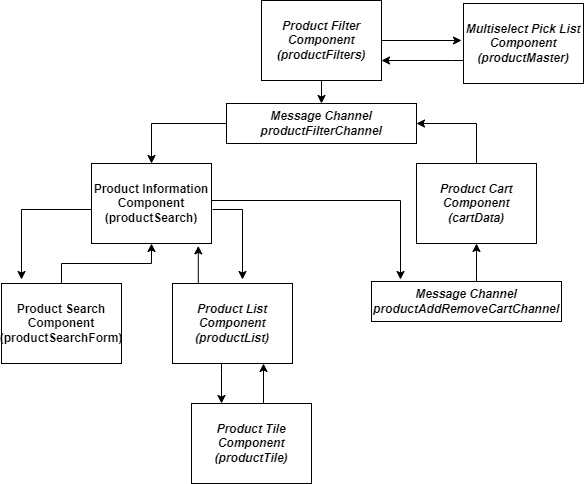 Product Filter
Component
(productFilters)
Multiselect Pick List
Component
(productMaster)
Message Channel
productFilterChannel
Product Information
Component
(productSearch)
Product Cart
Component
(cartData)
Product Search
Component
(productSearchForm)
Product List
Component
(productList)
Message Channel
productAddRemoveCartChannel
Product Tile
Component
(productTile)